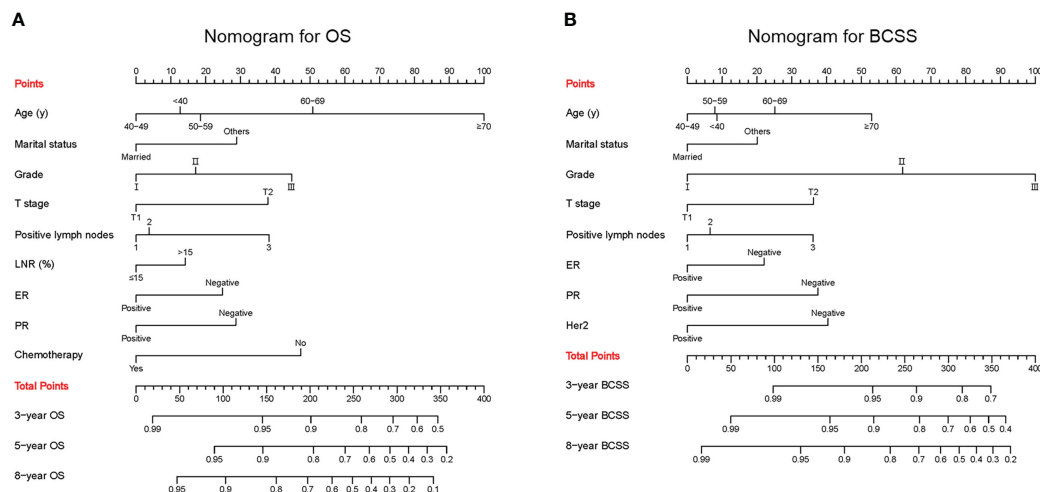 A
Nomogram for OS
0 10 20 30 40 50 60 70 80 90 100
Points
<40 60−69
Age (y)
40−49 50−59 ≥70
Others
Marital status
Married
II
Grade
I III
T2
T stage
T1
2
Positive lymph nodes
1 3
>15
LNR (%)
≤15
Negative
ER
Positive
Negative
PR
Positive
No
Chemotherapy
Yes
Total Points
0 50 100 150 200 250 300 350 400
3-year OS
0.99 0.95 0.9 0.8 0.7 0.6 0.5
5-year OS
0.95 0.9 0.8 0.7 0.6 0.5 0.4 0.3 0.2
8-year OS
0.95 0.9 0.8 0.7 0.6 0.5 0.4 0.3 0.2 0.1
B
Nomogram for BCSS
0 10 20 30 40 50 60 70 80 90 100
Points
50−59 60−69
Age (y)
40−49 <40 ≥70
Others
Marital status
Married
II
Grade
I III
T2
T stage
T1
2
Positive lymph nodes
1 3
Negative
ER
Positive
Negative
PR
Positive
Negative
Her2
Positive
Total Points
0 50 100 150 200 250 300 350 400
3-year BCSS
0.99 0.95 0.9 0.8 0.7
5-year BCSS
0.99 0.95 0.9 0.8 0.7 0.6 0.5 0.4
8-year BCSS
0.99 0.95 0.9 0.8 0.7 0.6 0.5 0.4 0.3 0.2